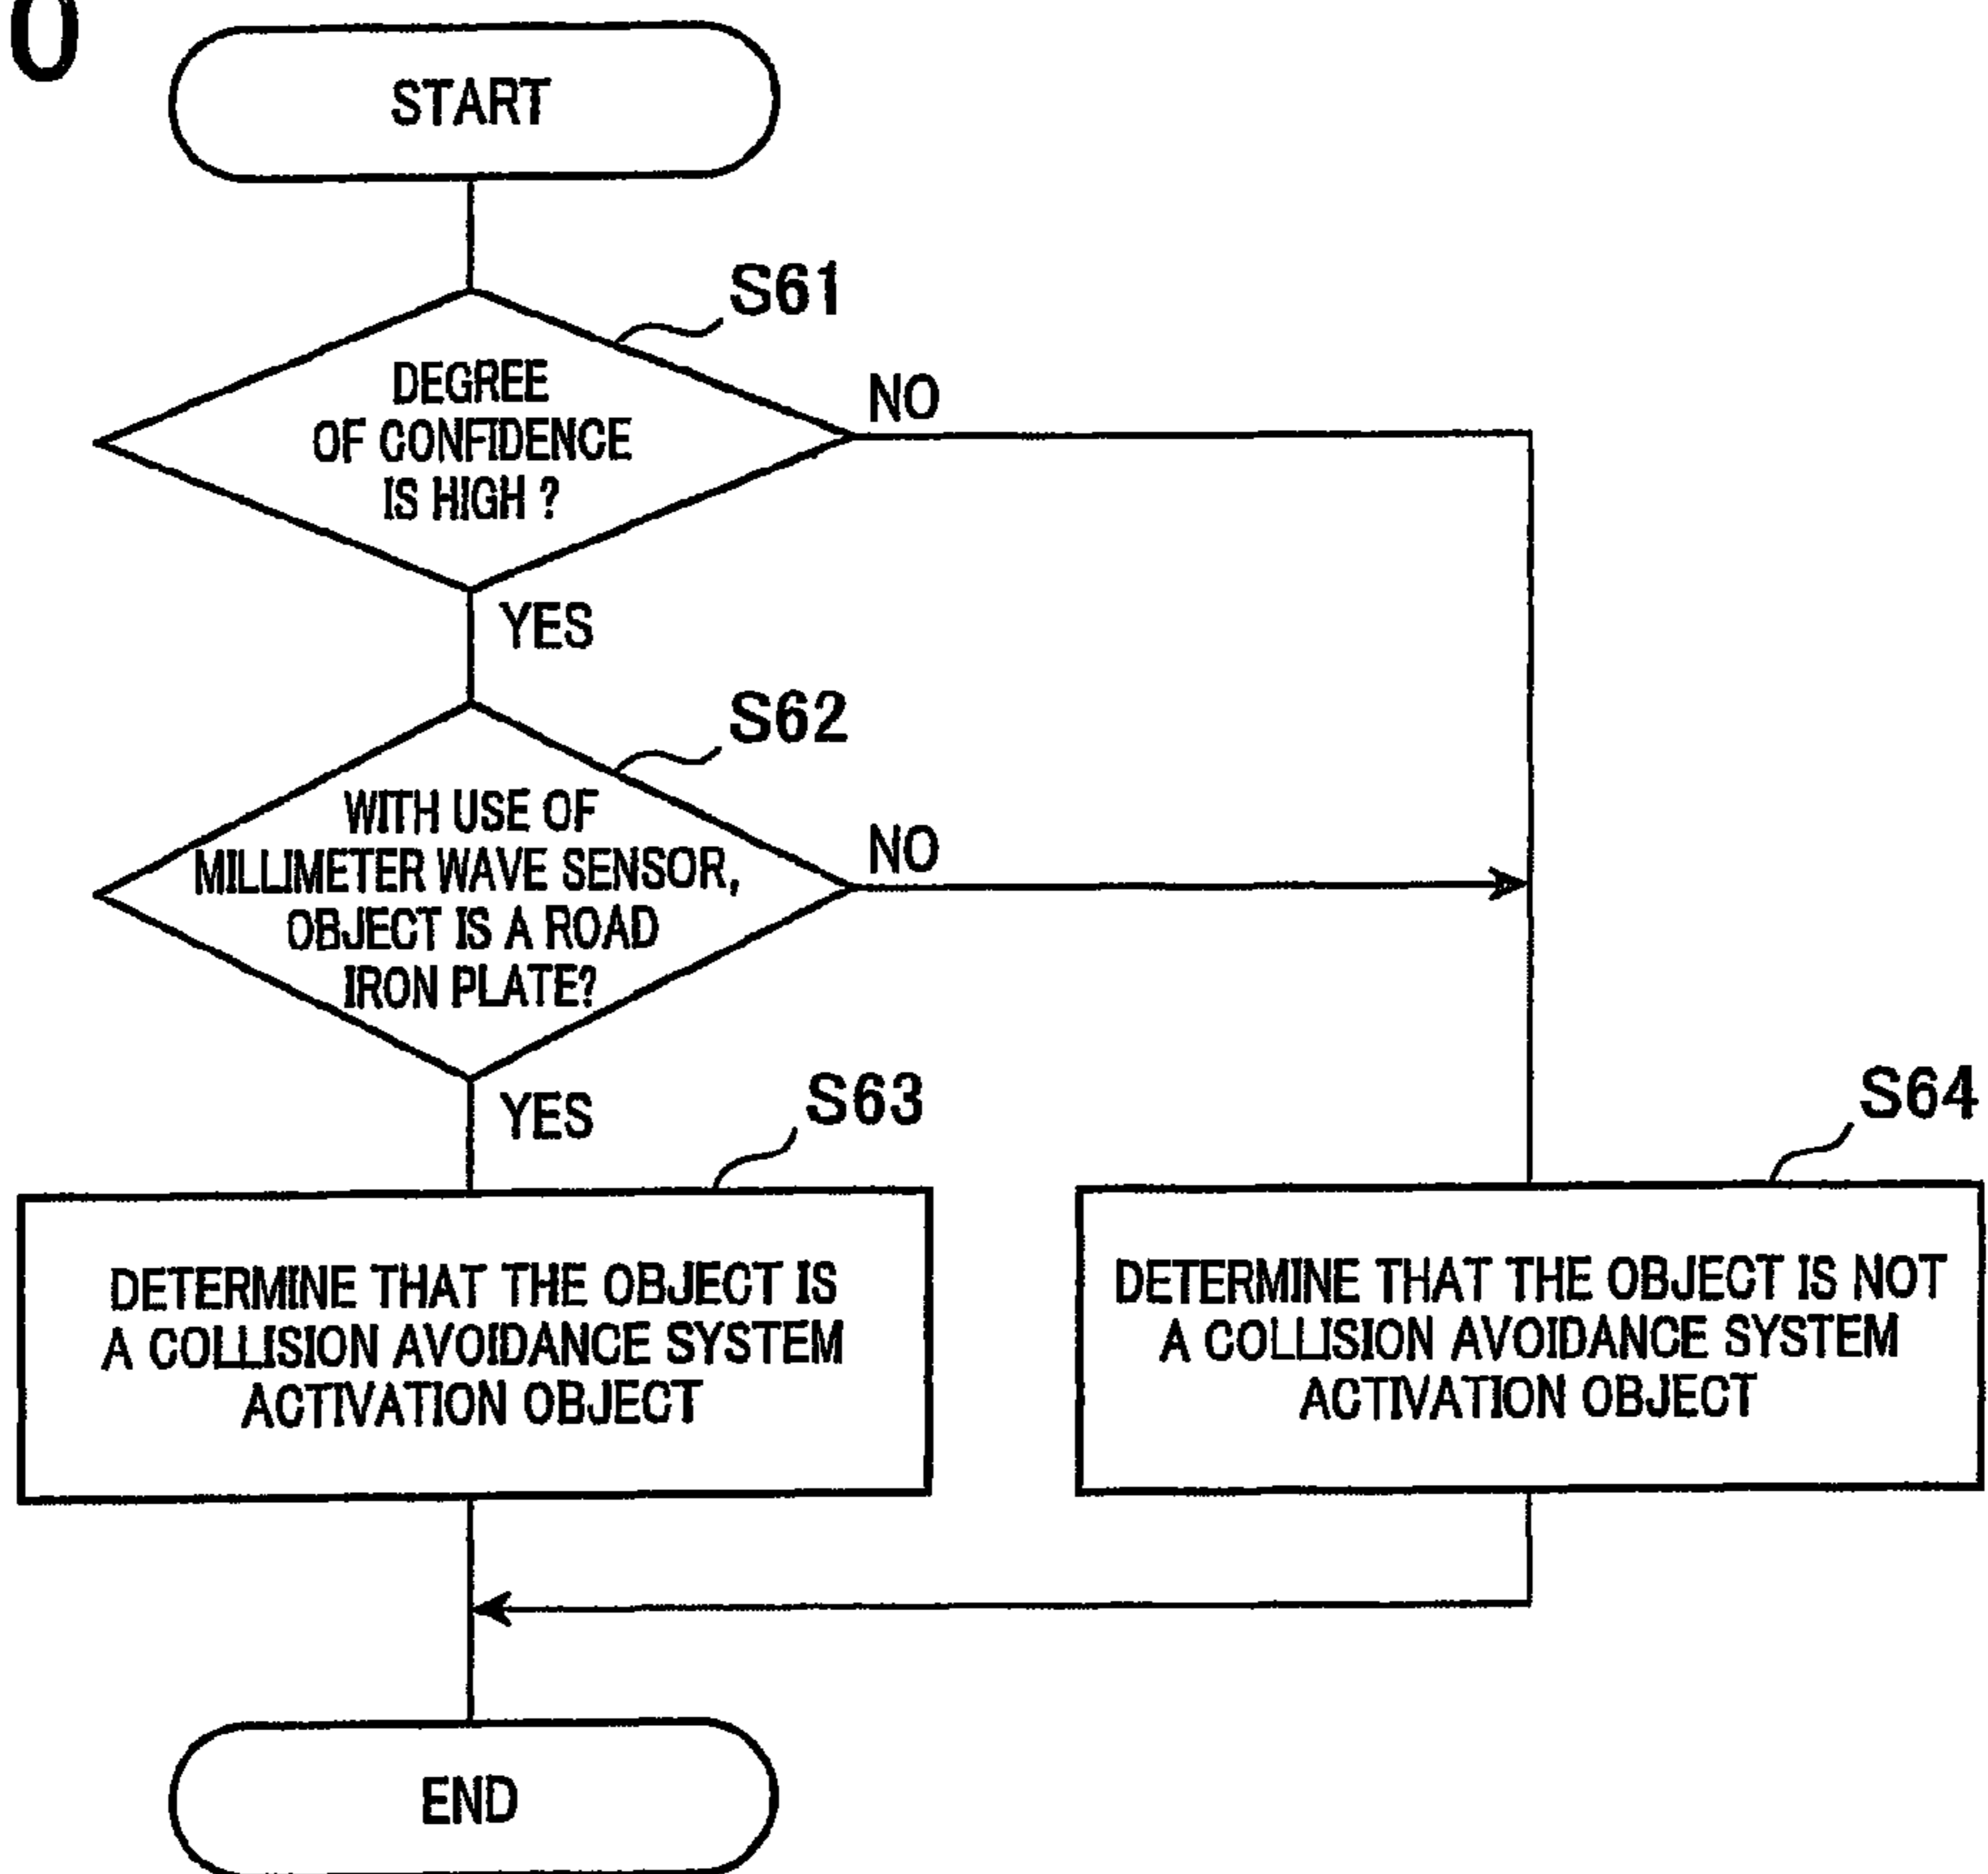 0
START
S61
DEGREE
OF CONFIDENCE
IS HIGH ?
NO
YES
S62
WITH USE OF
MILLIMETER WAVE SENSOR,
OBJECT IS A ROAD
IRON PLATE?
NO
YES
S63
S64
DETERMINE THAT THE OBJECT IS
A COLLISION AVOIDANCE SYSTEM
ACTIVATION OBJECT
DETERMINE THAT THE OBJECT IS NOT
A COLLISION AVOIDANCE SYSTEM
ACTIVATION OBJECT
END